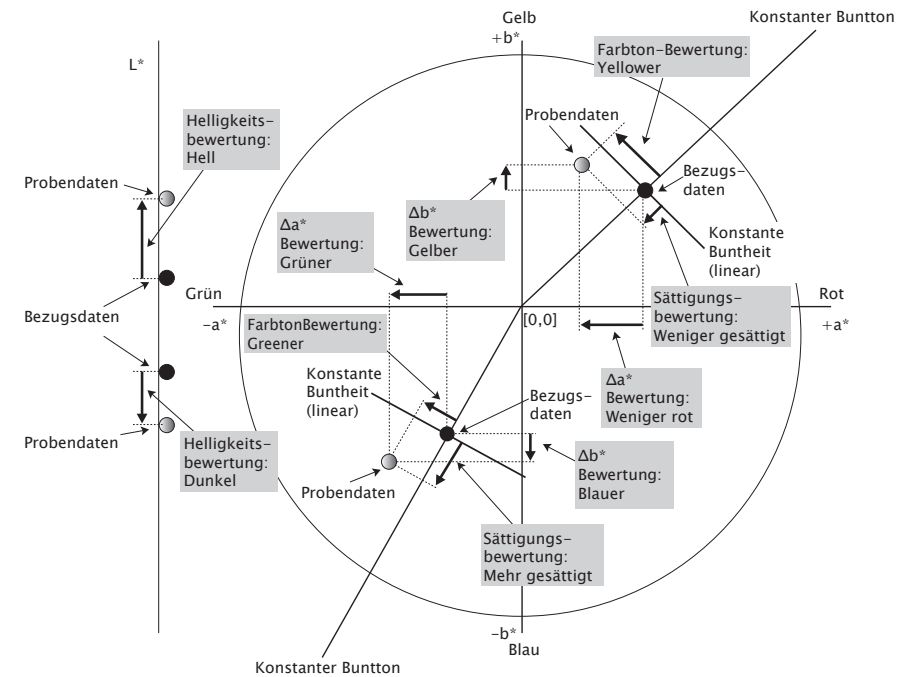 Gelb
+b*
Konstanter Buntton
L*
Farbton-Bewertung:
Yellower
Helligkeits-
bewertung:
Hell
Probendaten
Probendaten
Bezugs-
daten
Δb*
Bewertung:
Gelber
Δa*
Bewertung:
Grüner
Konstante
Buntheit
(linear)
Bezugsdaten
Grün
-a*
Rot
+a*
[0,0]
Sättigungs-
bewertung:
Weniger gesättigt
FarbtonBewertung:
Greener
Konstante
Buntheit
(linear)
Δa*
Bewertung:
Weniger rot
Bezugs-
daten
Probendaten
Helligkeits-
bewertung:
Dunkel
Δb*
Bewertung:
Blauer
Probendaten
Sättigungs-
bewertung:
Mehr gesättigt
-b*
Blau
Konstanter Buntton